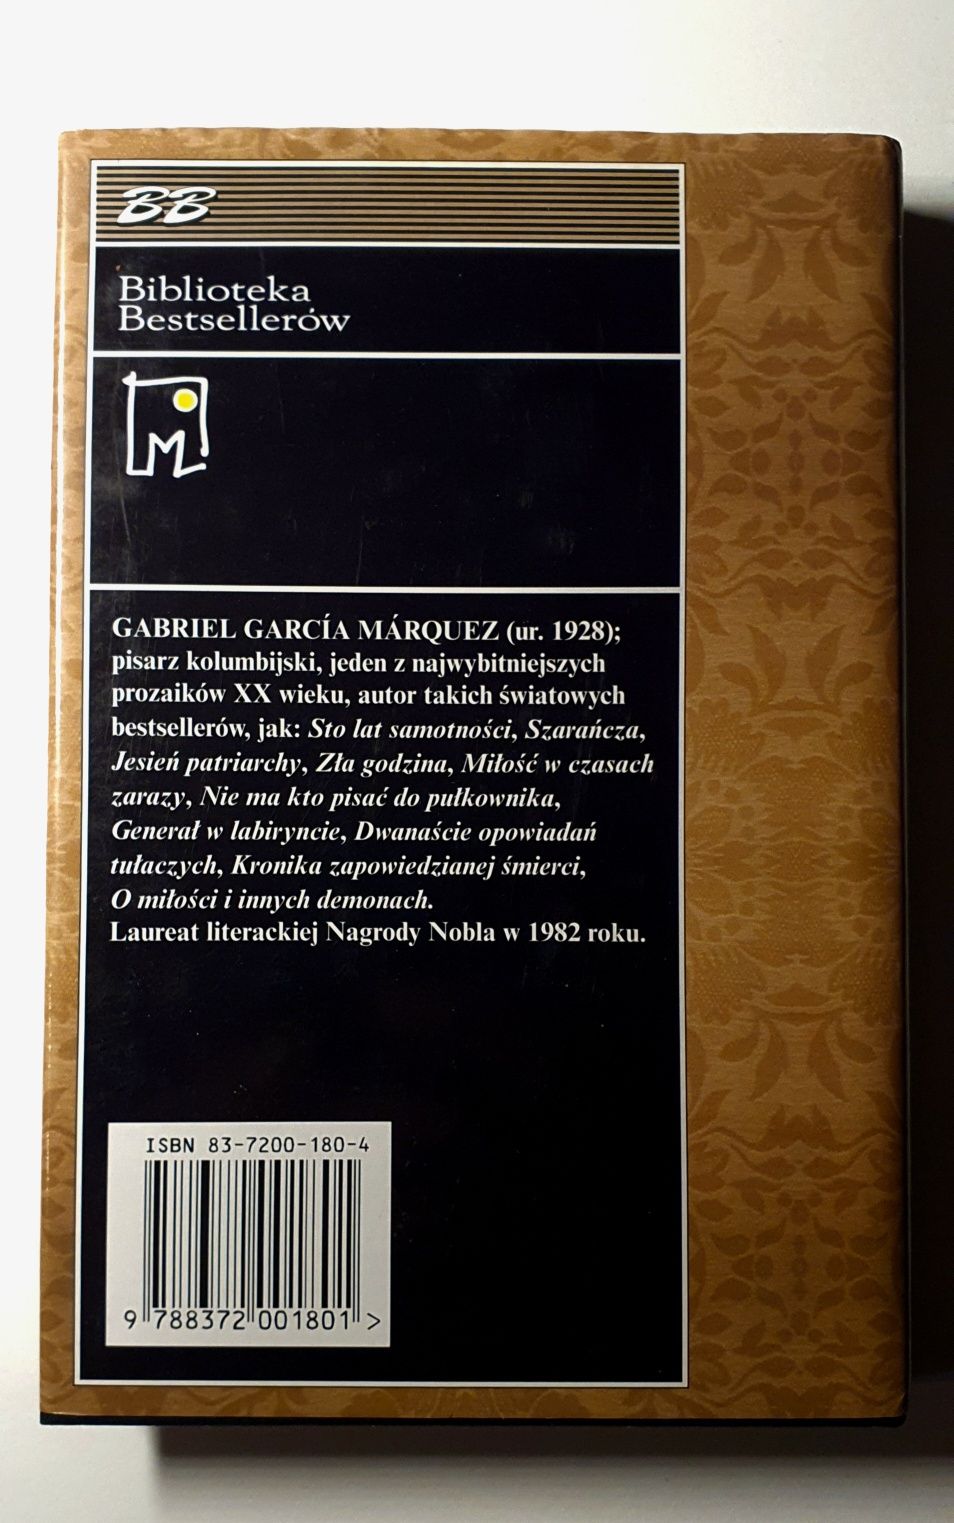 BB
Biblioteka
Bestsellerów
M
GABRIEL GARCÍA MÁRQUEZ (ur. 1928);
pisarz kolumbijski, jeden z najwybitniejszych
prozaików XX wieku, autor takich światowych
bestsellerów, jak: Sto lat samotności, Szarańcza,
Jesień patriarchy, Zła godzina, Miłość w czasach
zarazy, Nie ma kto pisać do pułkownika,
Generał w labiryncie, Dwanaście opowiadań
tułaczych, Kronika zapowiedzianej śmierci,
O miłości i innych demonach.
Laureat literackiej Nagrody Nobla w 1982 roku.
ISBN 83-7200-180-4
9 788372 001801 >